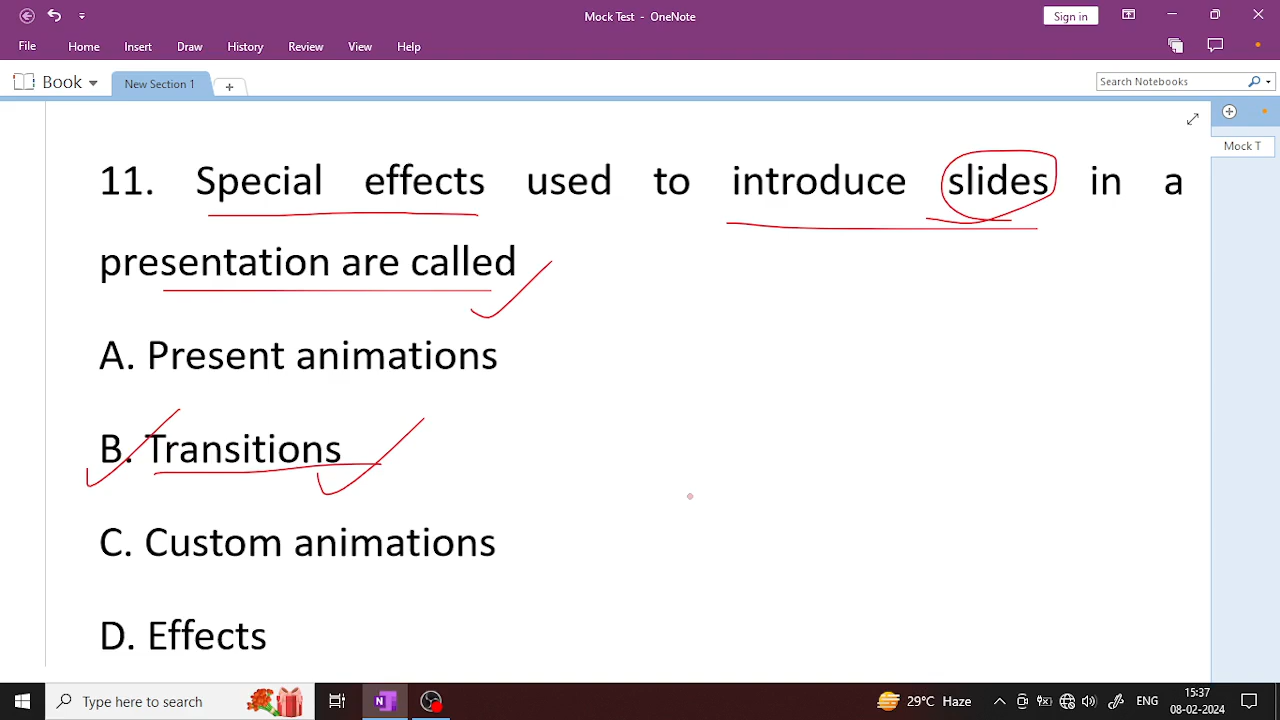 Mock Test - OneNote
Sign in
File Home Insert Draw History Review View Help
Book New Section 1 +
Search Notebooks
Mock T
11. Special effects used to introduce slides in a
presentation are called
A. Present animations
B. Transitions
C. Custom animations
D. Effects
Type here to search
29°C Haze
ENG
15:37
08-02-2024